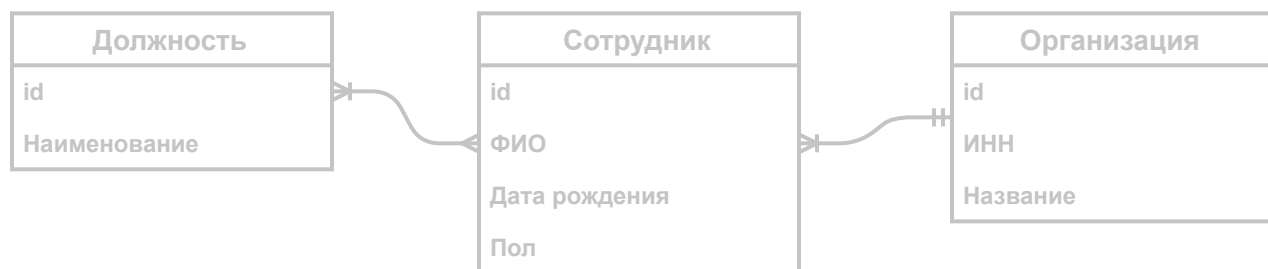 Должность
id
Наименование
Сотрудник
id
ФИО
Дата рождения
Пол
Организация
id
ИНН
Название